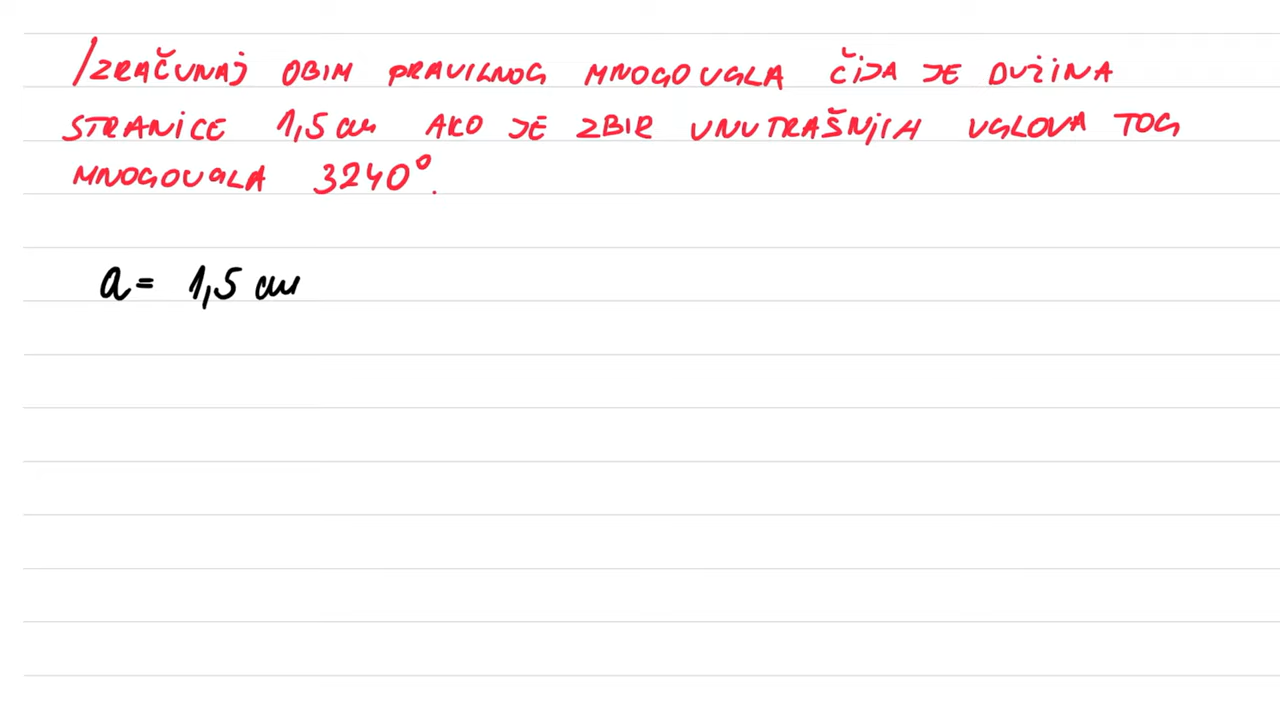 IZRAČUNAJ OBIM PRAVILNOG MNOGOUGLA ČIJA JE DUŽINA
STRANICE 1,5 cm AKO JE ZBIR UNUTRAŠNJIH UGLOVA TOG
MNOGOUGLA 3240°.
a = 1,5 cm